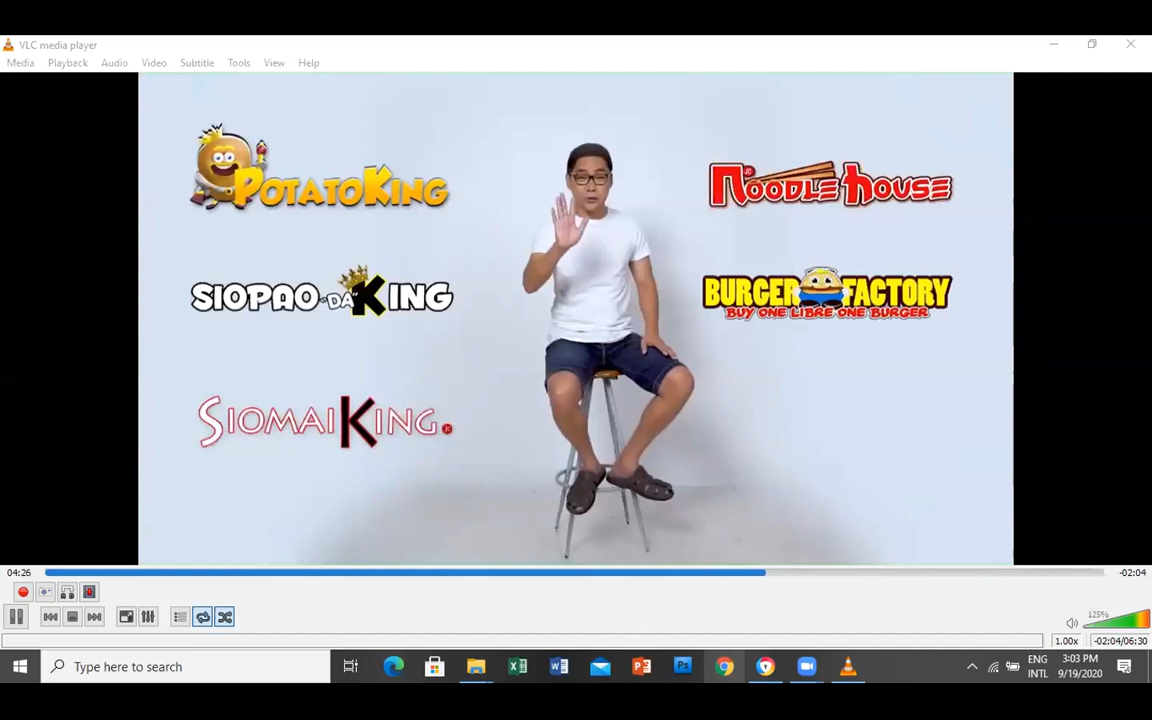 VLC media player
Media Playback Audio Video Subtitle Tools View Help
POTATOKING
SIOPAO "DA" KING
SIOMAI KING
JC
NOODLE HOUSE
BURGER FACTORY
BUY ONE LIBRE ONE BURGER
04:26
-02:04
125%
1.00x
-02:04/06:30
Type here to search
ENG
INTL
3:03 PM
9/19/2020